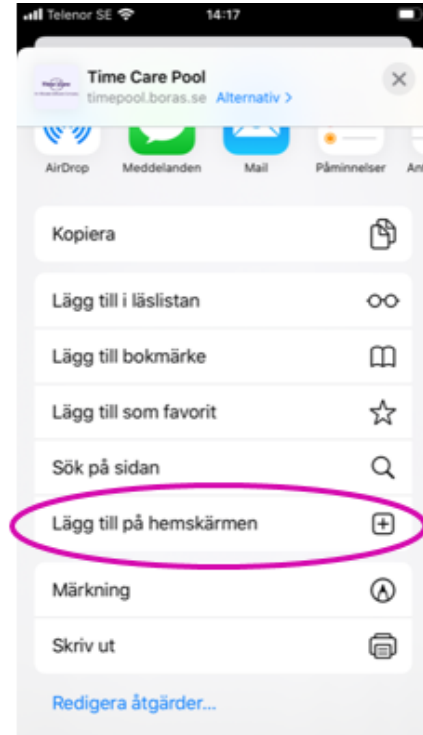 Telenor SE 14:17
Time Care Pool
timepool.boras.se Alternativ >
AirDrop Meddelanden Mail Påminnelser
Kopiera
Lägg till i läslistan
Lägg till bokmärke
Lägg till som favorit
Sök på sidan
Lägg till på hemskärmen
Märkning
Skriv ut
Redigera åtgärder...